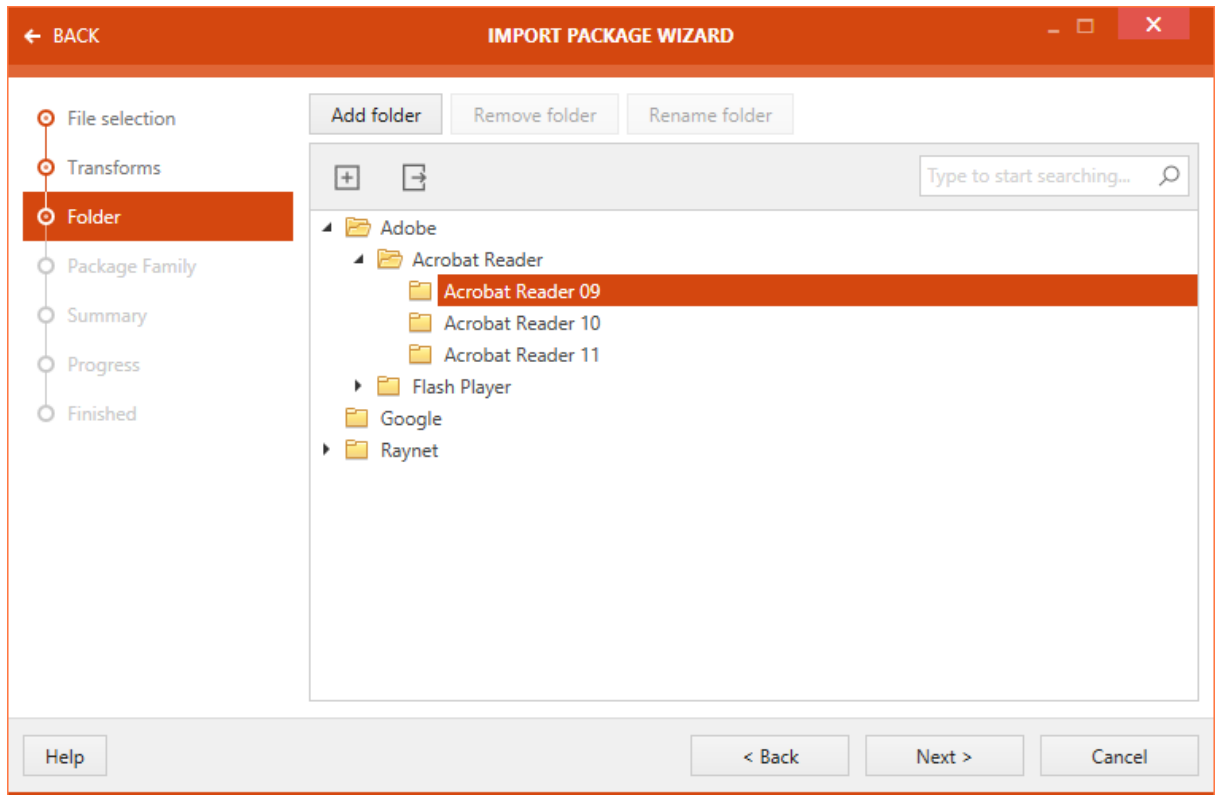 BACK
IMPORT PACKAGE WIZARD
File selection
Transforms
Folder
Package Family
Summary
Progress
Finished
Add folder
Remove folder
Rename folder
Type to start searching...
Adobe
Acrobat Reader
Acrobat Reader 09
Acrobat Reader 10
Acrobat Reader 11
Flash Player
Google
Raynet
Help
< Back
Next >
Cancel